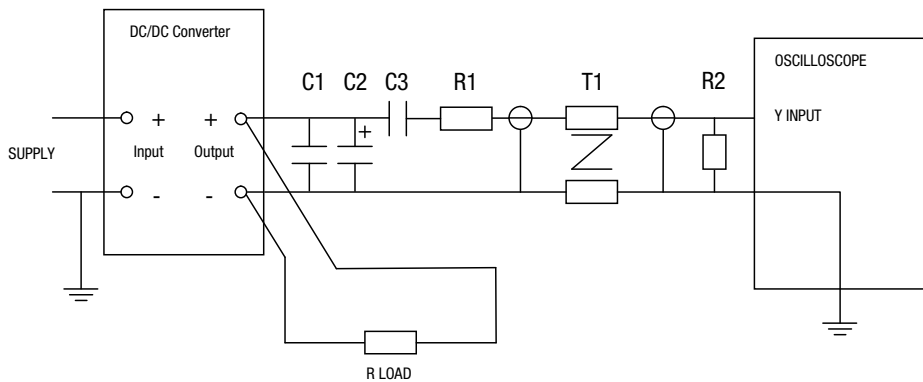 DC/DC Converter
OSCILLOSCOPE
C1 C2 C3 R1 T1 R2
Y INPUT
+ + +
+
SUPPLY
Input Output
- -
R LOAD